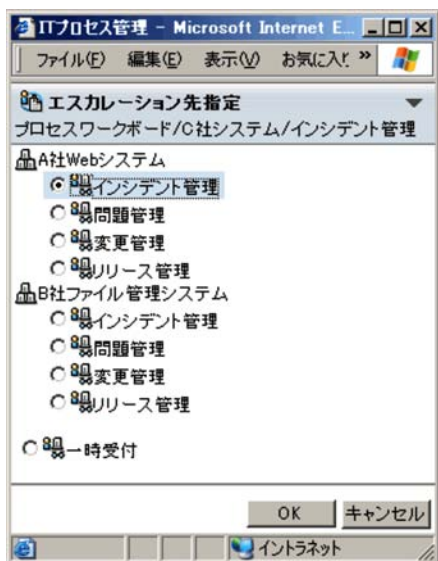 ITプロセス管理 - Microsoft Internet E...
ファイル(F) 編集(E) 表示(V) お気に入り »
エスカレーション先指定
プロセスワークボード/C社システム/インシデント管理
A社Webシステム
インシデント管理
問題管理
変更管理
リリース管理
B社ファイル管理システム
インシデント管理
問題管理
変更管理
リリース管理
一時受付
OK キャンセル
イントラネット